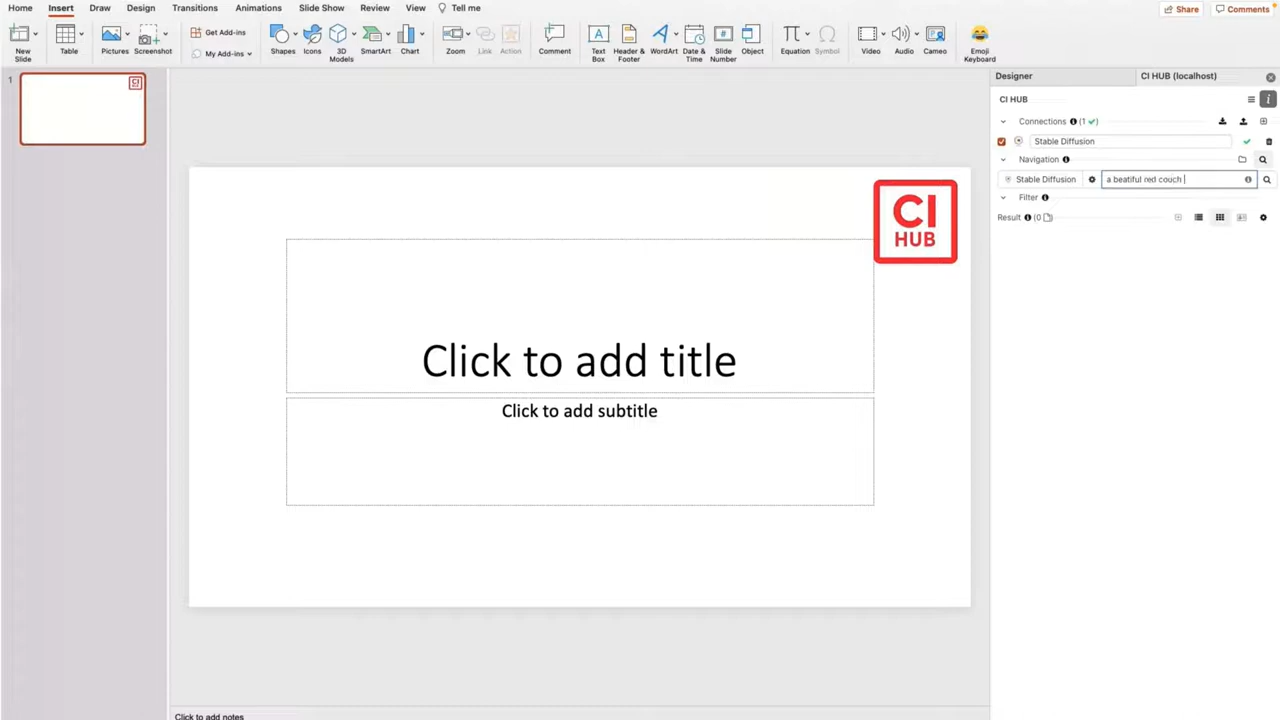 Home Insert Draw Design Transitions Animations Slide Show Review View Tell me Share Comments
New Slide
Table
Pictures
Screenshot
Get Add-ins
My Add-ins
Shapes
Icons
3D Models
SmartArt
Chart
Zoom
Link
Action
Comment
Text Box
Header & Footer
WordArt
Date & Time
Slide Number
Object
Equation
Symbol
Video
Audio
Cameo
Emoji Keyboard
1
CI
HUB
Click to add title
Click to add subtitle
Click to add notes
Designer
CI HUB (localhost)
CI HUB
Connections (1 ✓)
Stable Diffusion
Navigation
Stable Diffusion
a beatiful red couch
Filter
Result (0